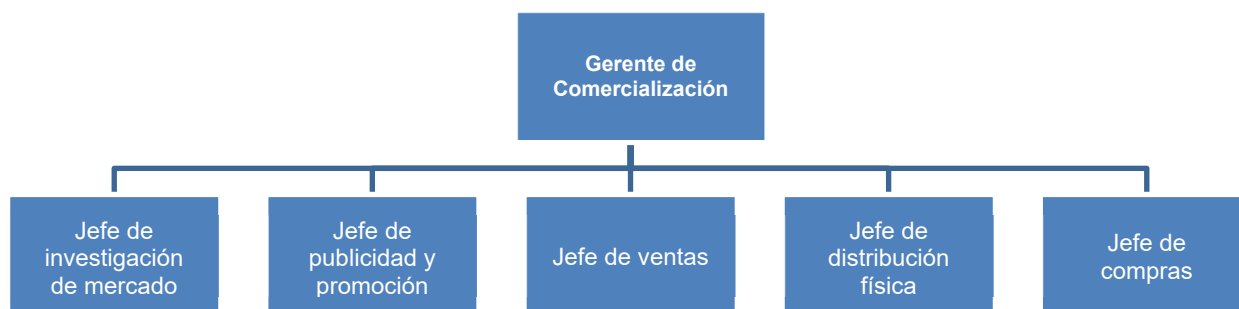 Gerente de
Comercialización
Jefe de
investigación
de mercado
Jefe de
publicidad y
promoción
Jefe de ventas
Jefe de
distribución
física
Jefe de
compras